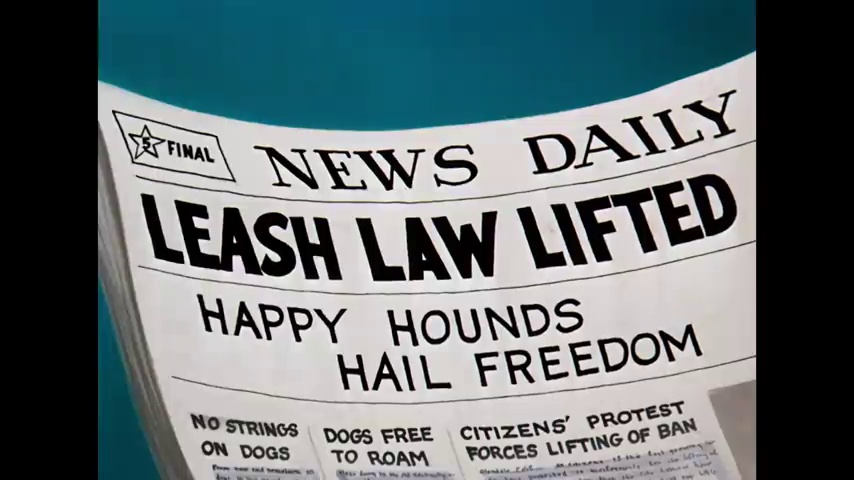 5 FINAL
NEWS DAILY
LEASH LAW LIFTED
HAPPY HOUNDS
HAIL FREEDOM
NO STRINGS
ON DOGS
DOGS FREE
TO ROAM
CITIZENS' PROTEST
FORCES LIFTING OF BAN